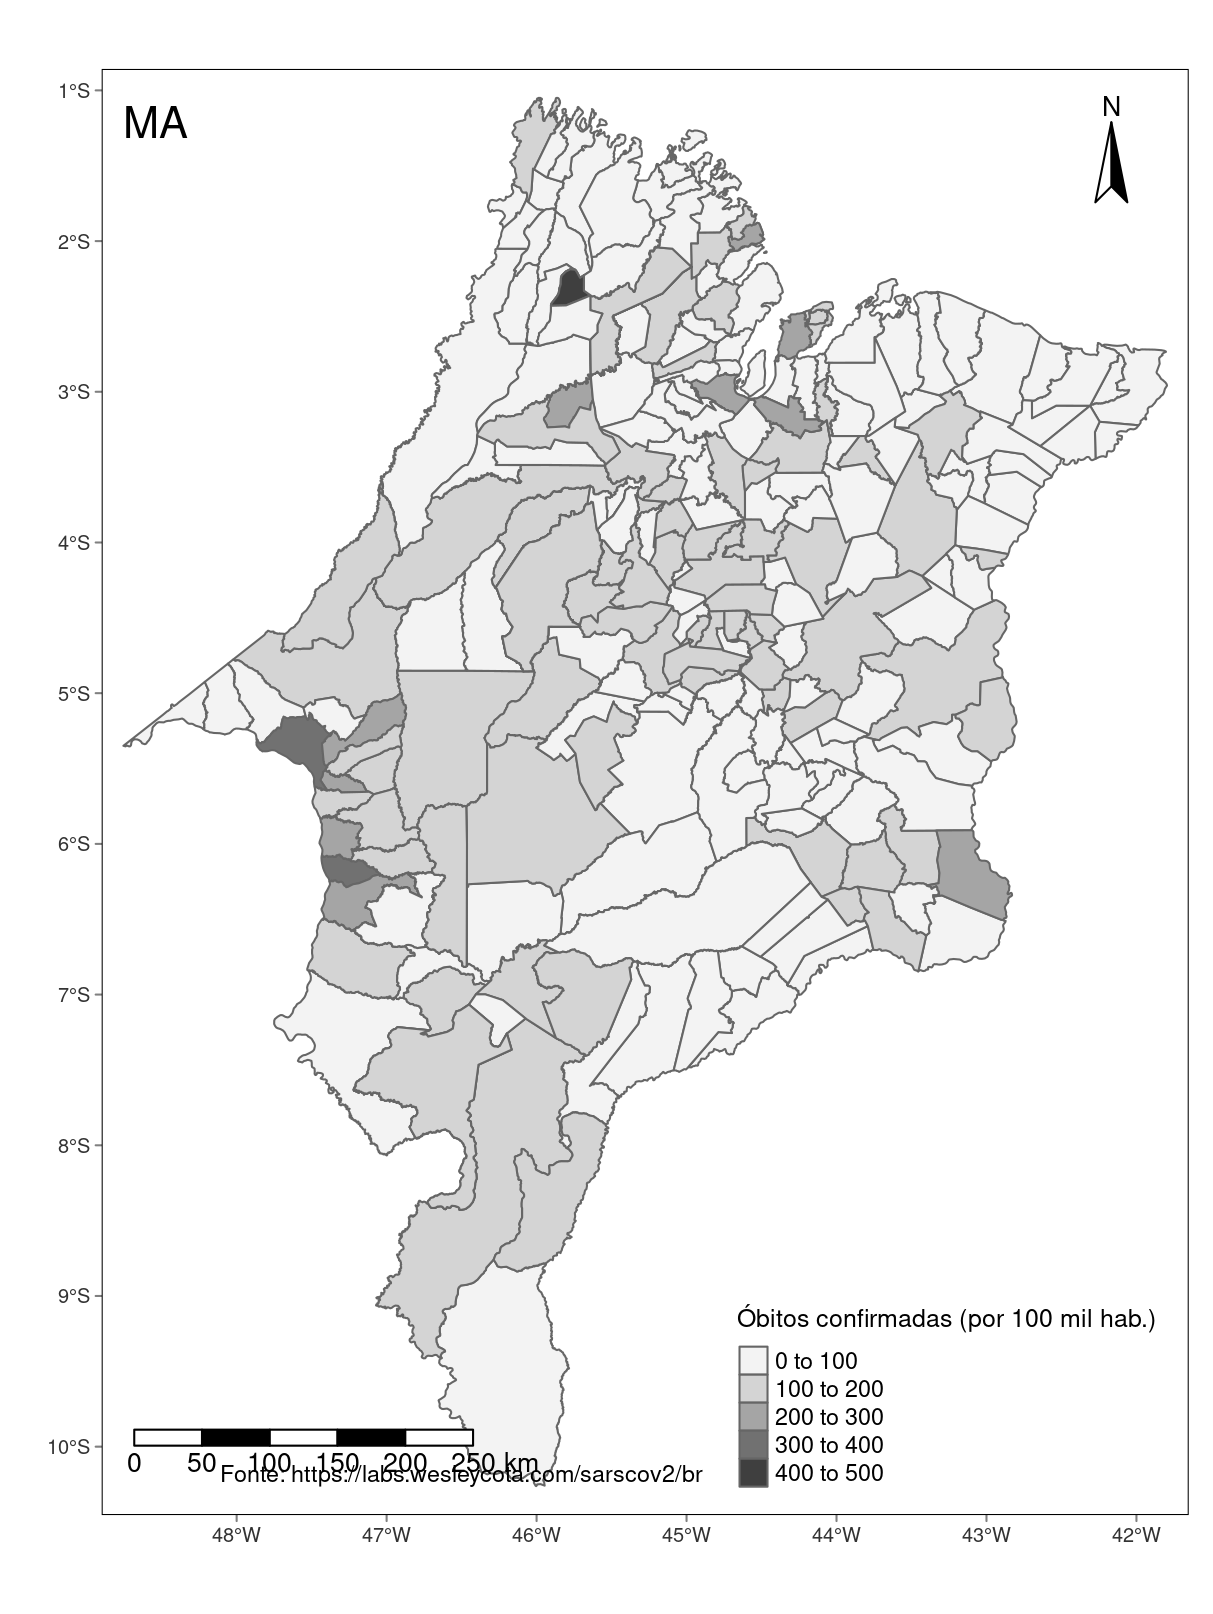 MA
N
1°S
2°S
3°S
4°S
5°S
6°S
7°S
8°S
9°S
10°S
Óbitos confirmadas (por 100 mil hab.)
0 to 100
100 to 200
200 to 300
300 to 400
400 to 500
0 50 100 150 200 250 km
Fonte: https://labs.wesleycota.com/sarscov2/br
48°W 47°W 46°W 45°W 44°W 43°W 42°W